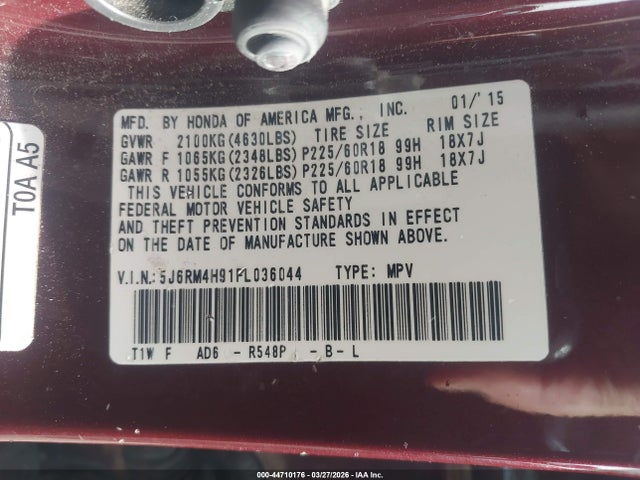 MFD. BY HONDA OF AMERICA MFG., INC. 01/'15
GVWR 2100KG(4630LBS) TIRE SIZE RIM SIZE
GAWR F 1065KG(2348LBS) P225/60R18 99H 18X7J
GAWR R 1055KG(2326LBS) P225/60R18 99H 18X7J
THIS VEHICLE CONFORMS TO ALL APPLICABLE
FEDERAL MOTOR VEHICLE SAFETY
AND THEFT PREVENTION STANDARDS IN EFFECT
ON THE DATE OF MANUFACTURE SHOWN ABOVE.
V.I.N.:5J6RM4H91FL036044 TYPE: MPV
T1W F AD6 - R548P - B - L
T0A A5
000-44710176 - 03/27/2026 - IAA Inc.